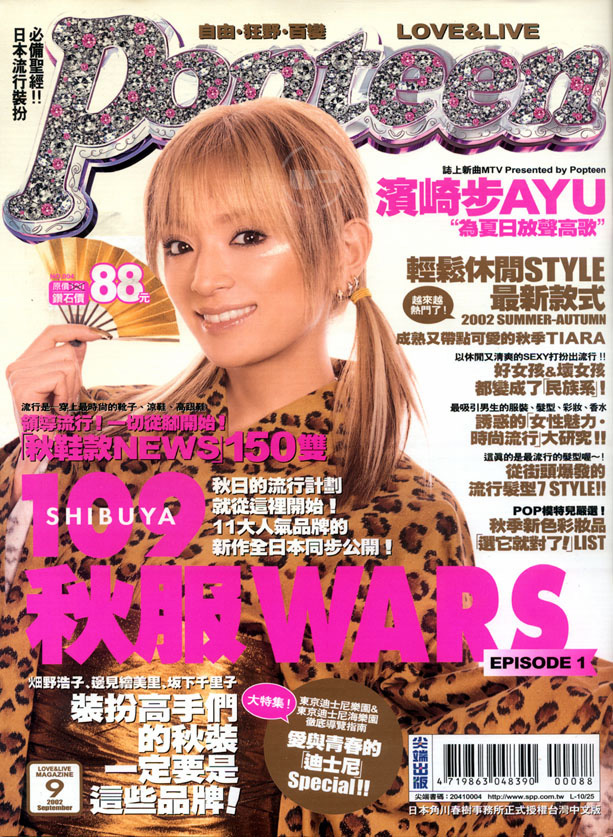 必備聖經!!
日本流行裝扮
自由·狂野·百變
LOVE&LIVE
Popteen
誌上新曲MTV Presented by Popteen
濱崎步AYU
“為夏日放聲高歌”
原價
鑽石價
88元
輕鬆休閒STYLE
越來越熱門了!
最新款式
2002 SUMMER-AUTUMN
成熟又帶點可愛的秋季TIARA
以休閒又清爽的SEXY打扮出流行!!
好女孩&壞女孩
都變成了「民族系」!
最吸引男生的服裝、髮型、彩妝、香水
誘惑的「女性魅力·
時尚流行」大研究!!
這真的是最流行的髮型喔~!
從街頭爆發的
流行髮型7 STYLE!!
POP模特兒嚴選!
秋季新色彩妝品
「選它就對了!」LIST
流行是—穿上最時尚的靴子、涼鞋、高跟鞋
領導流行!一切從腳開始!
「秋鞋款NEWS」150雙
109
SHIBUYA
秋日的流行計劃
就從這裡開始!
11大人氣品牌的
新作全日本同步公開!
秋服WARS
EPISODE 1
畑野浩子、邊見繪美里、坂下千里子
裝扮高手們
的秋裝
一定要是
這些品牌!
大特集!
東京迪士尼樂園&
東京迪士尼海樂園
徹底導覽指南
愛與青春的
「迪士尼」
Special!!
LOVE&LIVE
MAGAZINE
9
2002
September
尖端出版
4 719863 048390 00088
尖端書碼:20410004 http://www.spp.com.tw L-10/25
日本角川春樹事務所正式授權台灣中文版